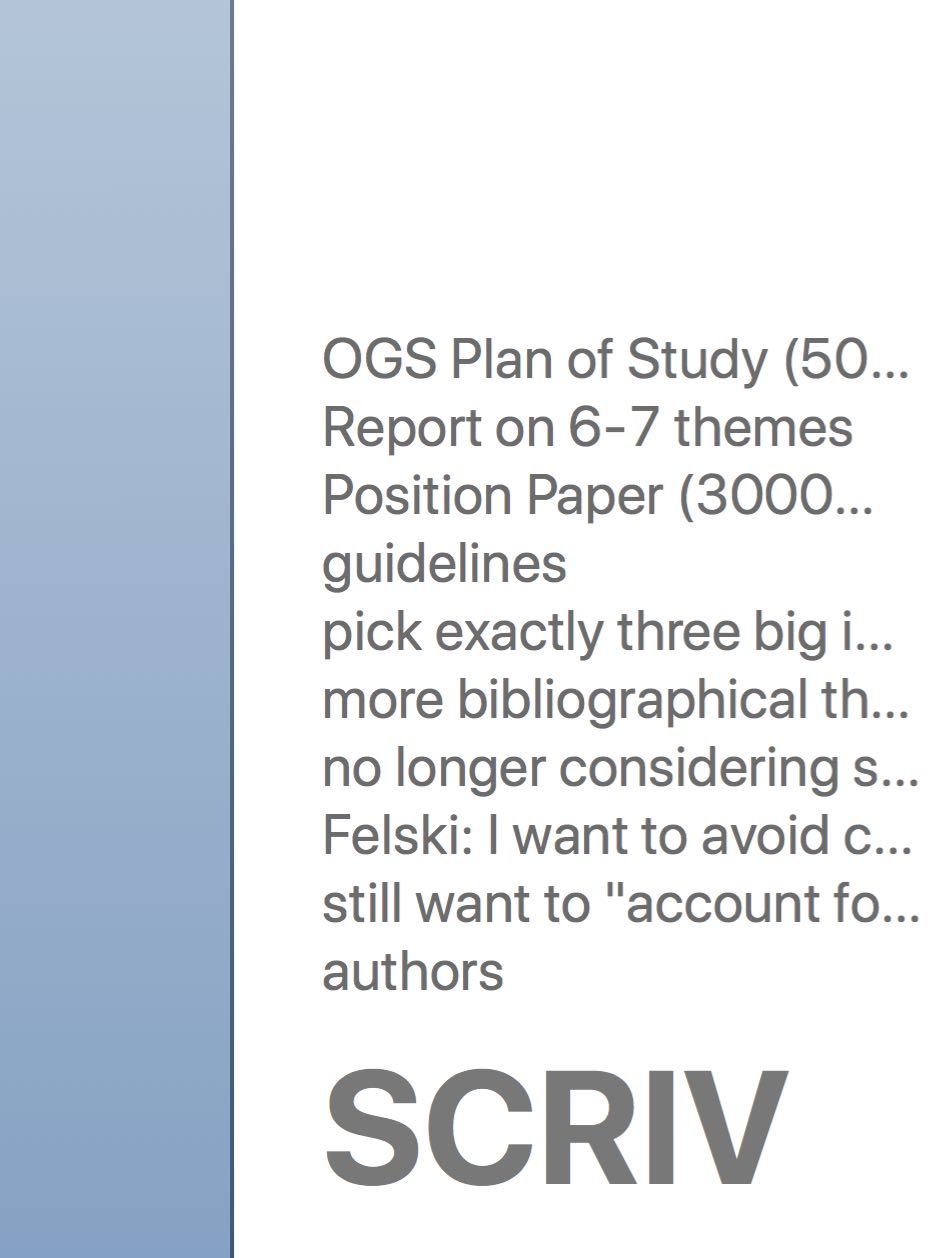 OGS Plan of Study (50...
Report on 6-7 themes
Position Paper (3000...
guidelines
pick exactly three big i...
more bibliographical th...
no longer considering s...
Felski: I want to avoid c...
still want to "account fo...
authors
SCRIV